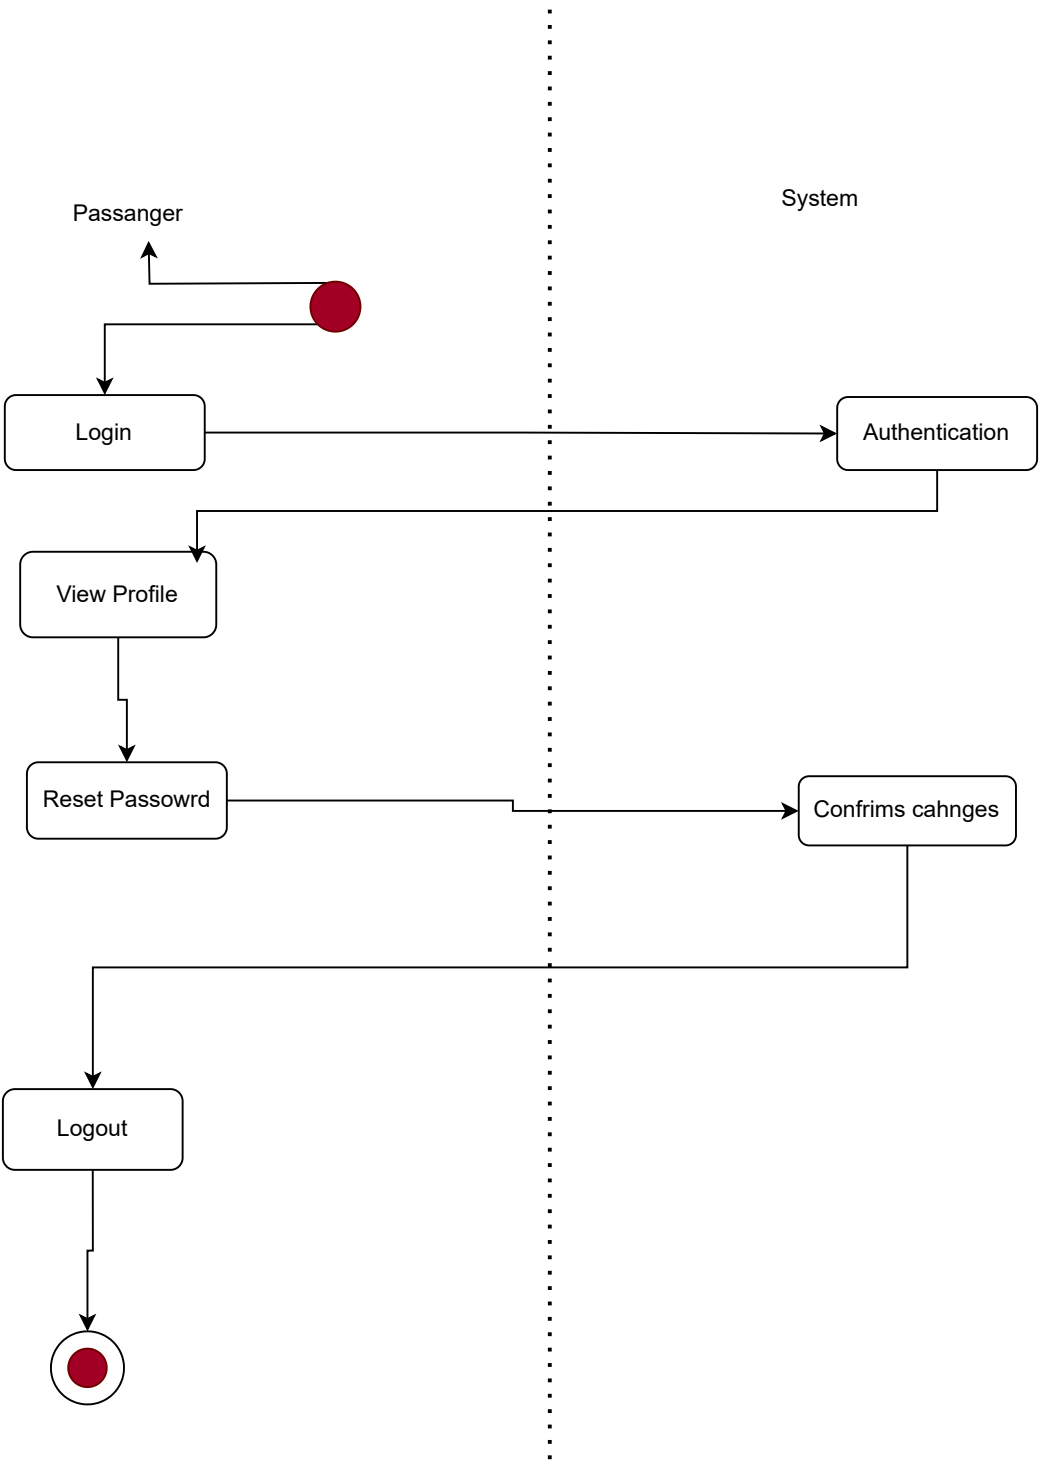 System
Passanger
Login
Authentication
View Profile
Reset Passowrd
Confrims cahnges
Logout